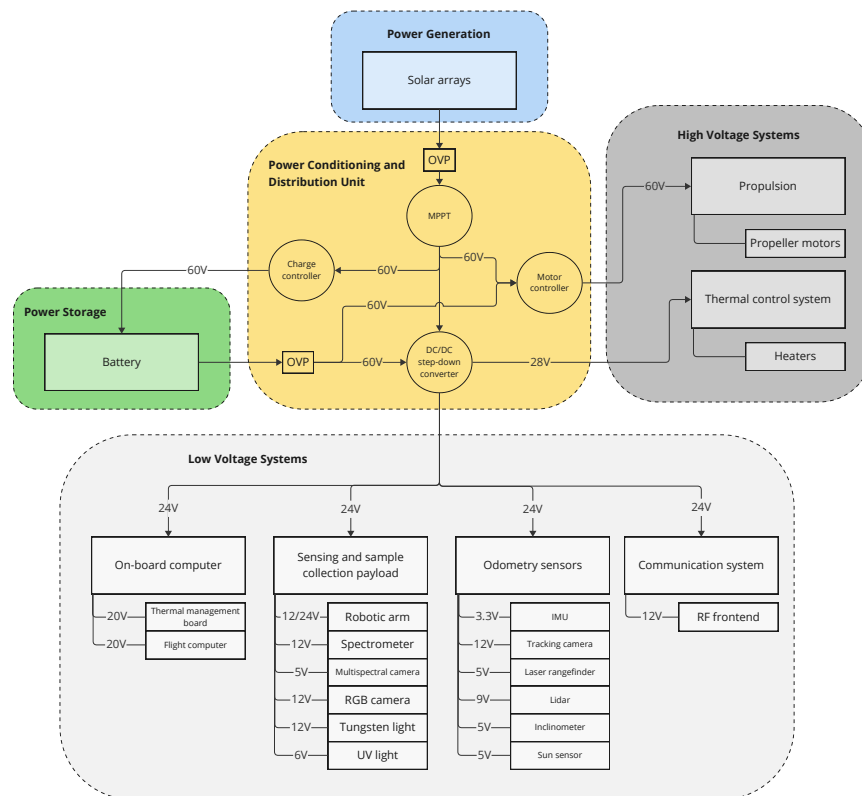 Power Generation
Solar arrays
High Voltage Systems
Power Conditioning and
Distribution Unit
OVP
MPPT
60V
Propulsion
Propeller motors
60V
Charge
controller
60V
60V
Motor
controller
Thermal control system
Heaters
Power Storage
60V
Battery
OVP
60V
DC/DC
step-down
converter
28V
Low Voltage Systems
24V
24V
24V
24V
On-board computer
Sensing and sample
collection payload
Odometry sensors
Communication system
20V
Thermal management
board
20V
Flight computer
12/24V
Robotic arm
12V
Spectrometer
5V
Multispectral camera
12V
RGB camera
12V
Tungsten light
6V
UV light
3.3V
IMU
12V
Tracking camera
5V
Laser rangefinder
9V
Lidar
5V
Inclinometer
5V
Sun sensor
12V
RF frontend